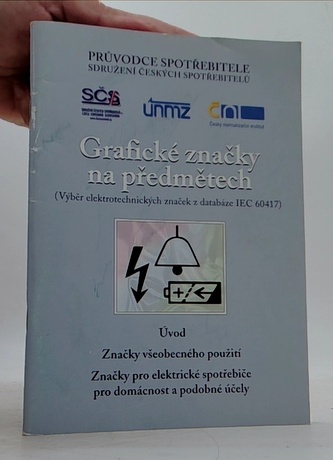 PRŮVODCE SPOTŘEBITELE
SDRUŽENÍ ČESKÝCH SPOTŘEBITELŮ
SČS
únmz
čni
Český normalizační institut
Grafické značky
na předmětech
(Výběr elektrotechnických značek z databáze IEC 60417)
Úvod
Značky všeobecného použití
Značky pro elektrické spotřebiče
pro domácnost a podobné účely